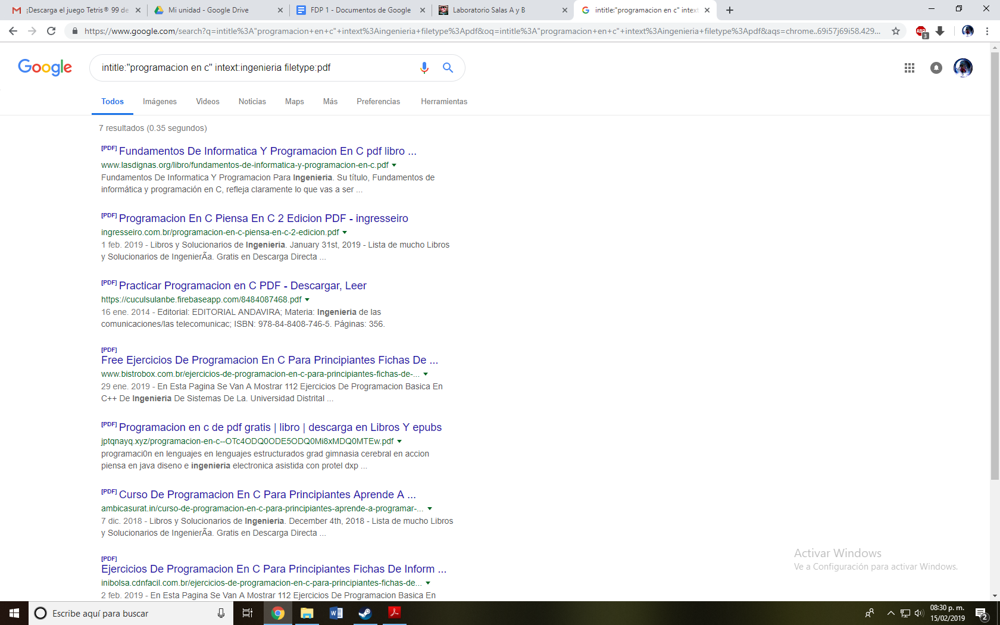 ¡Descarga el juego Tetris® 99 de
Mi unidad - Google Drive
FDP 1 - Documentos de Google
Laboratorio Salas A y B
intitle:"programacion en c" intext
https://www.google.com/search?q=intitle%3A"programacion+en+c"+intext%3Aingenieria+filetype%3Apdf&oq=intitle%3A"programacion+en+c"+intext%3Aingenieria+filetype%3Apdf&aqs=chrome..69i57j69i58.429...
ABP
3
Google
intitle:"programacion en c" intext:ingenieria filetype:pdf
Todos
Imágenes
Videos
Noticias
Maps
Más
Preferencias
Herramientas
7 resultados (0.35 segundos)
[PDF] Fundamentos De Informatica Y Programacion En C pdf libro ...
www.lasdignas.org/libro/fundamentos-de-informatica-y-programacion-en-c.pdf
Fundamentos De Informatica Y Programacion Para Ingenieria. Su título, Fundamentos de
informática y programación en C, refleja claramente lo que vas a ser ...
[PDF] Programacion En C Piensa En C 2 Edicion PDF - ingresseiro
ingresseiro.com.br/programacion-en-c-piensa-en-c-2-edicion.pdf
1 feb. 2019 - Libros y Solucionarios de Ingenieria. January 31st, 2019 - Lista de mucho Libros
y Solucionarios de IngenierÃa. Gratis en Descarga Directa ...
[PDF] Practicar Programacion en C PDF - Descargar, Leer
https://cuculsulanbe.firebaseapp.com/8484087468.pdf
16 ene. 2014 - Editorial: EDITORIAL ANDAVIRA; Materia: Ingenieria de las
comunicaciones/las telecomunicac; ISBN: 978-84-8408-746-5. Páginas: 356.
[PDF]
Free Ejercicios De Programacion En C Para Principiantes Fichas De ...
www.bistrobox.com.br/ejercicios-de-programacion-en-c-para-principiantes-fichas-de-...
29 ene. 2019 - En Esta Pagina Se Van A Mostrar 112 Ejercicios De Programacion Basica En
C++ De Ingenieria De Sistemas De La. Universidad Distrital ...
[PDF] Programacion en c de pdf gratis | libro | descarga en Libros Y epubs
jptqnayq.xyz/programacion-en-c--OTc4ODQ0ODE5ODQ0Mi8xMDQ0MTEw.pdf
programaci0n en lenguajes en lenguajes estructurados grad gimnasia cerebral en accion
piensa en java diseno e ingenieria electronica asistida con protel dxp ...
[PDF] Curso De Programacion En C Para Principiantes Aprende A ...
ambicasurat.in/curso-de-programacion-en-c-para-principiantes-aprende-a-programar-...
7 dic. 2018 - Libros y Solucionarios de Ingenieria. December 4th, 2018 - Lista de mucho Libros
y Solucionarios de IngenierÃa. Gratis en Descarga Directa ...
[PDF]
Ejercicios De Programacion En C Para Principiantes Fichas De Inform ...
inibolsa.cdnfacil.com.br/ejercicios-de-programacion-en-c-para-principiantes-fichas-de...
2 feb. 2019 - En Esta Pagina Se Van A Mostrar 112 Ejercicios De Programacion Basica En
Activar Windows
Ve a Configuración para activar Windows.
Escribe aquí para buscar
08:30 p. m.
15/02/2019
2